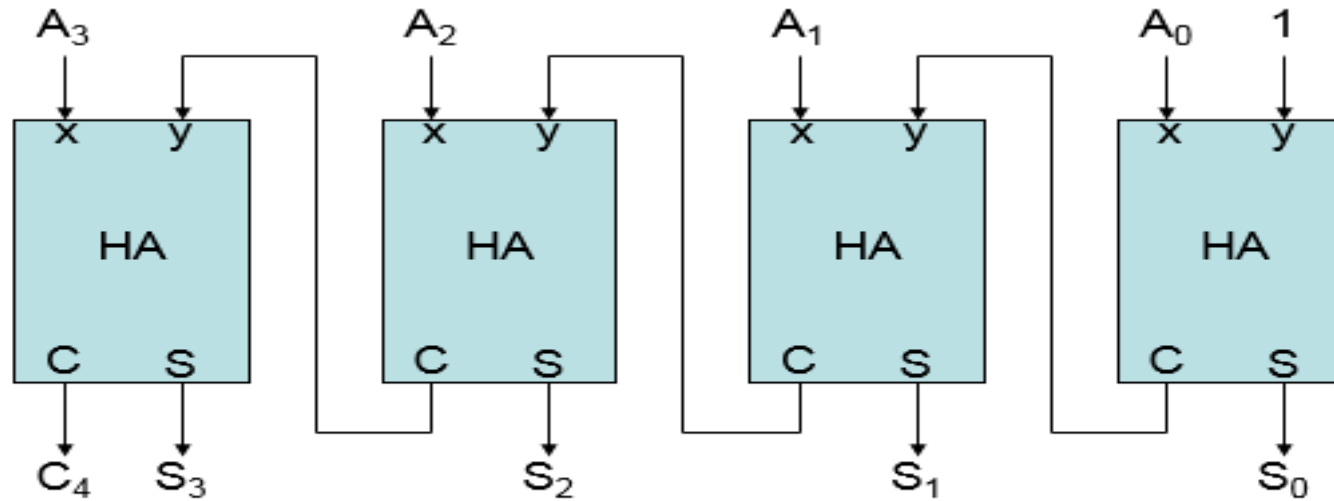 A₃ A₂ A₁ A₀ 1
x y x y x y x y
HA HA HA HA
C S C S C S C S
C₄ S₃ S₂ S₁ S₀